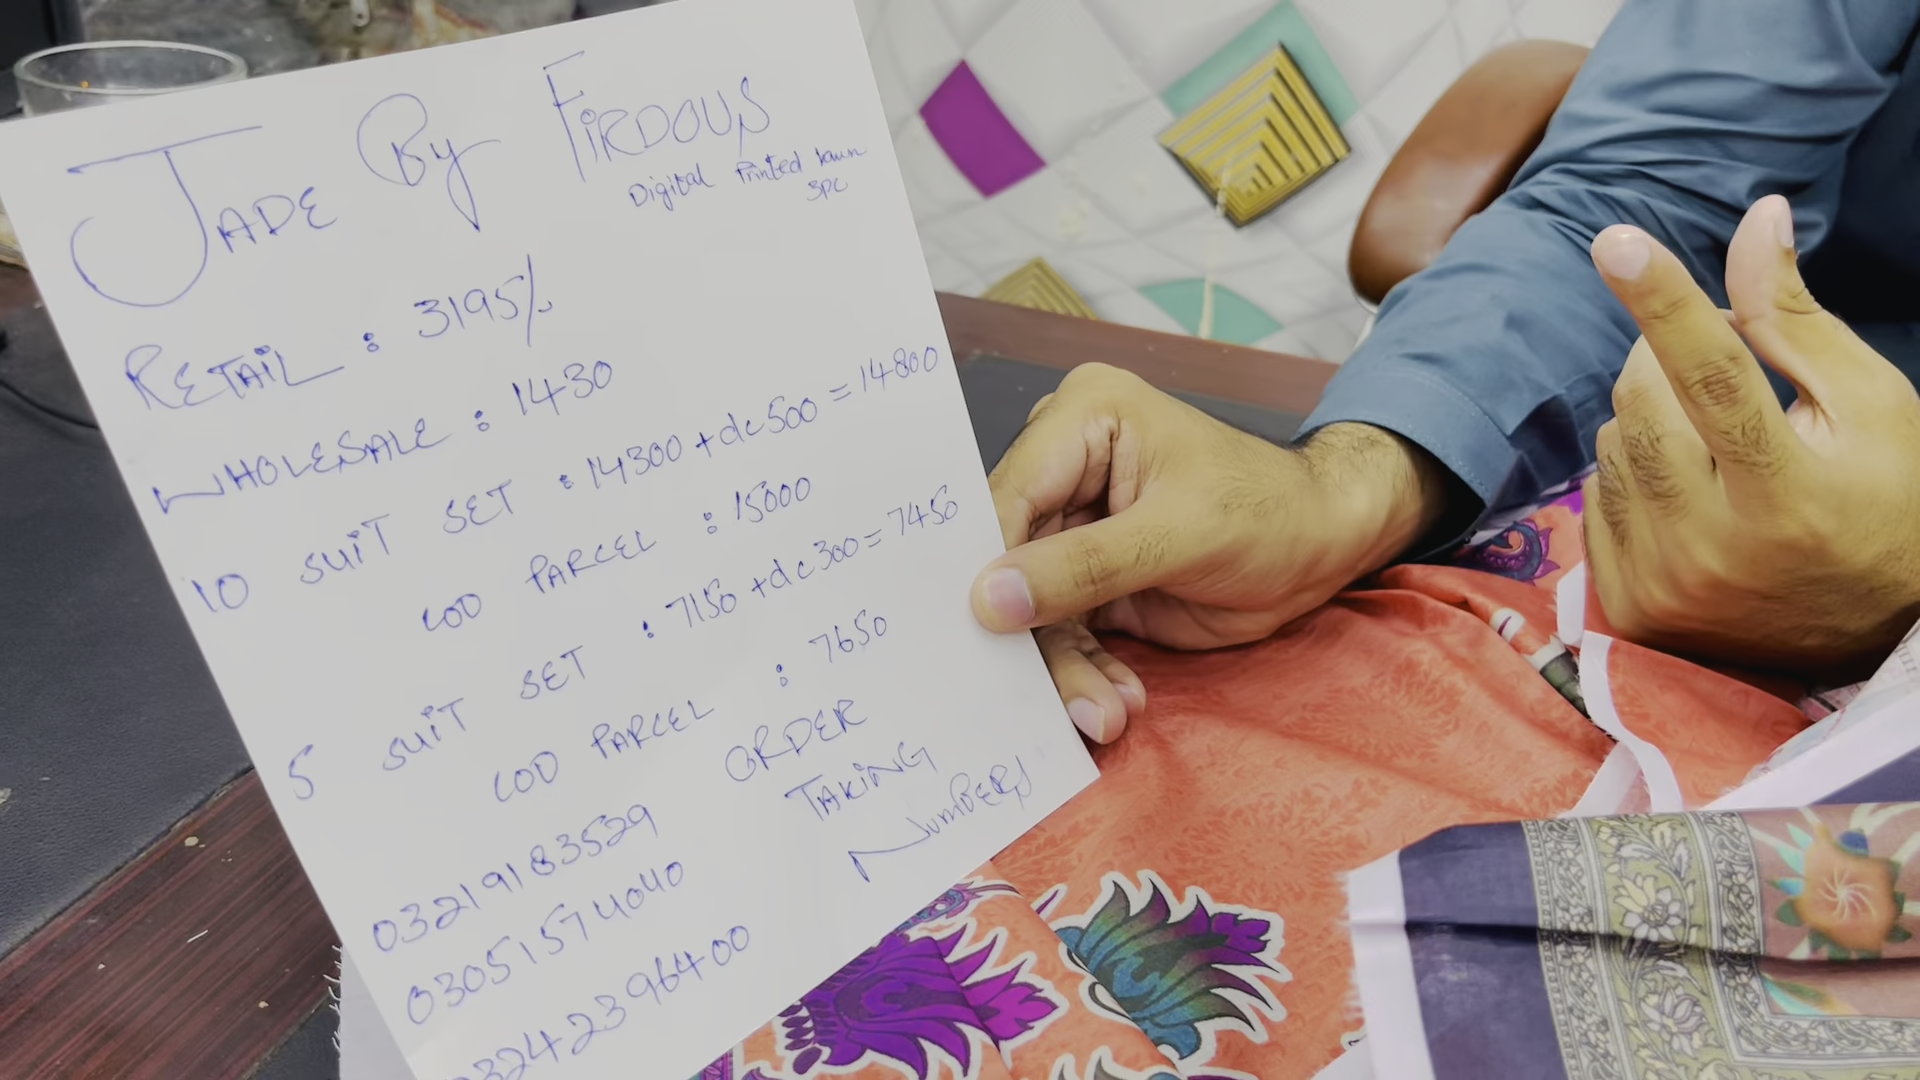 JADE By FIRDOUS
Digital Printed lawn
3PC
RETAIL : 3195/-
WHOLESALE : 1430
10 SUIT SET : 14300 + dc 500 = 14800
COD PARCEL : 15000
5 SUIT SET : 7150 + dc 300 = 7450
COD PARCEL : 7650
ORDER
TAKING
NUMBERS
03219183529
03051574040
03242396400